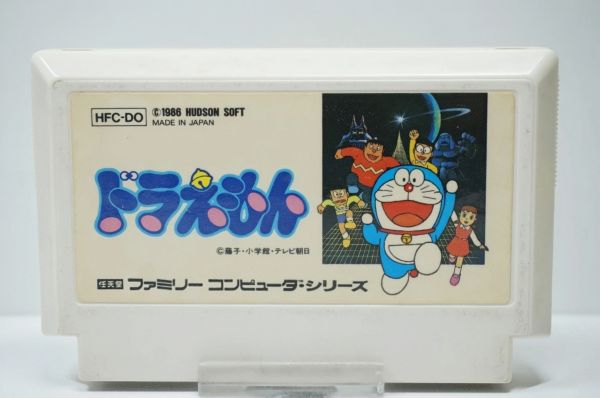 HFC-DO ©1986 HUDSON SOFT
MADE IN JAPAN
ドラえもん
©藤子・小学館・テレビ朝日
任天堂 ファミリー コンピュータ・シリーズ